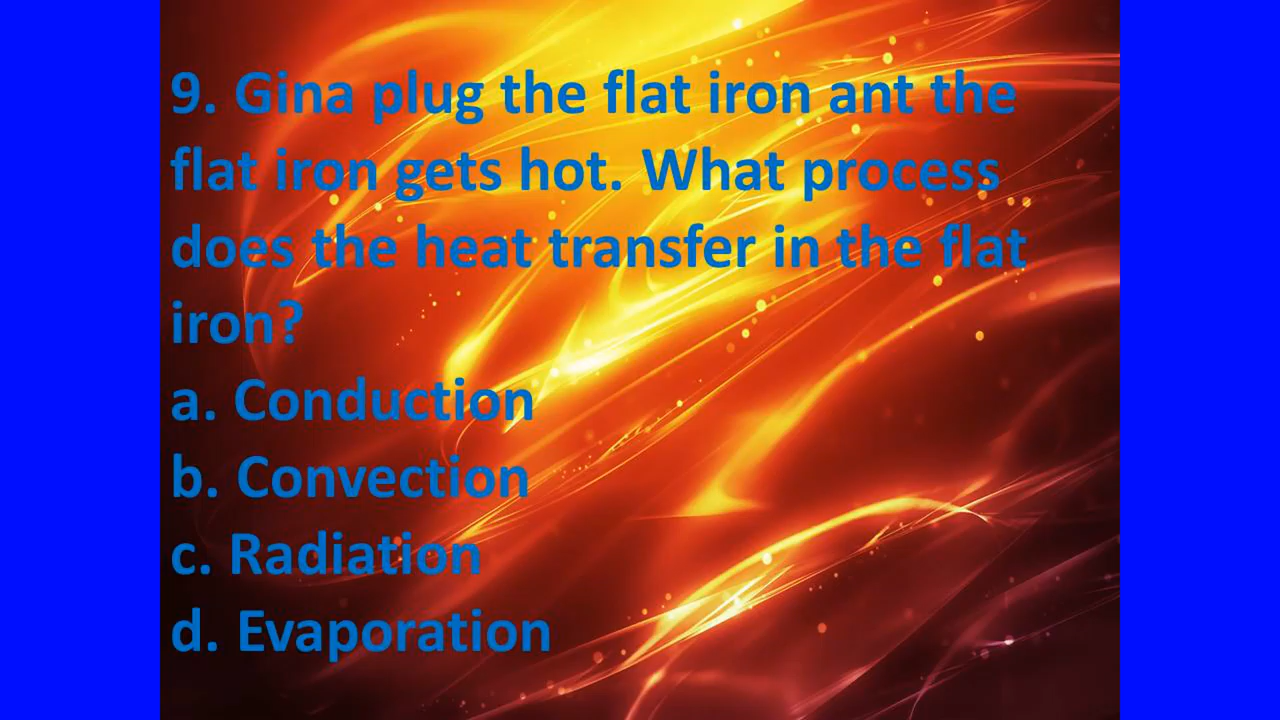 9. Gina plug the flat iron ant the
flat iron gets hot. What process
does the heat transfer in the flat
iron?
a. Conduction
b. Convection
c. Radiation
d. Evaporation